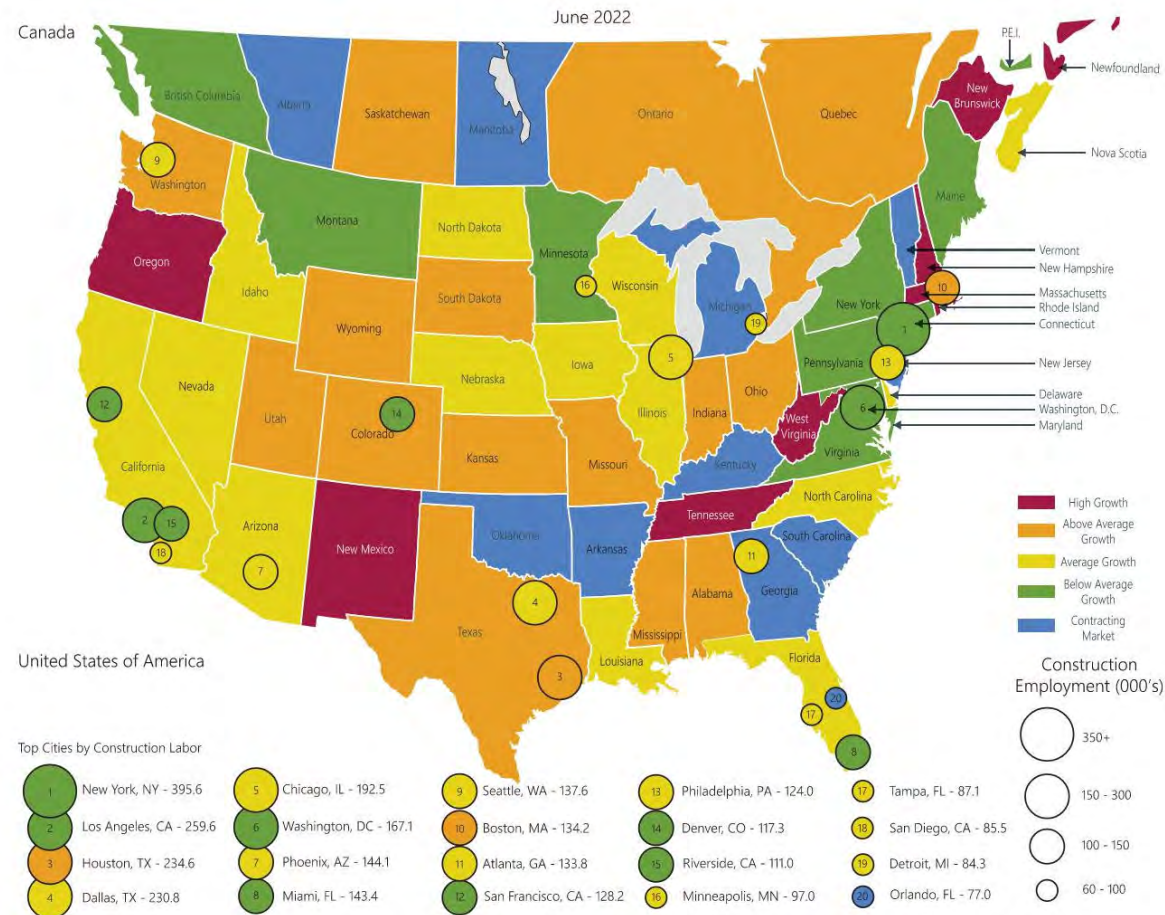 June 2022
Canada
P.E.I.
Newfoundland
New
Brunswick
Nova Scotia
British Columbia
Alberta
Saskatchewan
Manitoba
Ontario
Quebec
Maine
9
Washington
Montana
North Dakota
Minnesota
16
Wisconsin
Michigan
19
New York
Vermont
New Hampshire
10
Massachusetts
Rhode Island
1
Connecticut
Oregon
Idaho
Wyoming
South Dakota
5
Pennsylvania
13
New Jersey
Delaware
6
Washington, D.C.
Maryland
12
Nevada
Utah
14
Colorado
Nebraska
Iowa
Illinois
Indiana
Ohio
West
Virginia
Virginia
California
Kansas
Missouri
Kentucky
North Carolina
2
15
18
Arizona
7
New Mexico
Oklahoma
Arkansas
Tennessee
South Carolina
11
Georgia
4
Texas
3
Mississippi
Alabama
Louisiana
Florida
20
17
8
High Growth
Above Average
Growth
Average Growth
Below Average
Growth
Contracting
Market
United States of America
Construction
Employment (000's)
350+
150 - 300
100 - 150
60 - 100
Top Cities by Construction Labor
1 New York, NY - 395.6
2 Los Angeles, CA - 259.6
3 Houston, TX - 234.6
4 Dallas, TX - 230.8
5 Chicago, IL - 192.5
6 Washington, DC - 167.1
7 Phoenix, AZ - 144.1
8 Miami, FL - 143.4
9 Seattle, WA - 137.6
10 Boston, MA - 134.2
11 Atlanta, GA - 133.8
12 San Francisco, CA - 128.2
13 Philadelphia, PA - 124.0
14 Denver, CO - 117.3
15 Riverside, CA - 111.0
16 Minneapolis, MN - 97.0
17 Tampa, FL - 87.1
18 San Diego, CA - 85.5
19 Detroit, MI - 84.3
20 Orlando, FL - 77.0